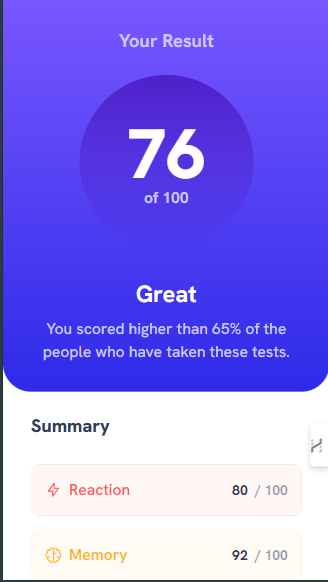 Your Result
76
of 100
Great
You scored higher than 65% of the
people who have taken these tests.
Summary
Reaction 80 / 100
Memory 92 / 100